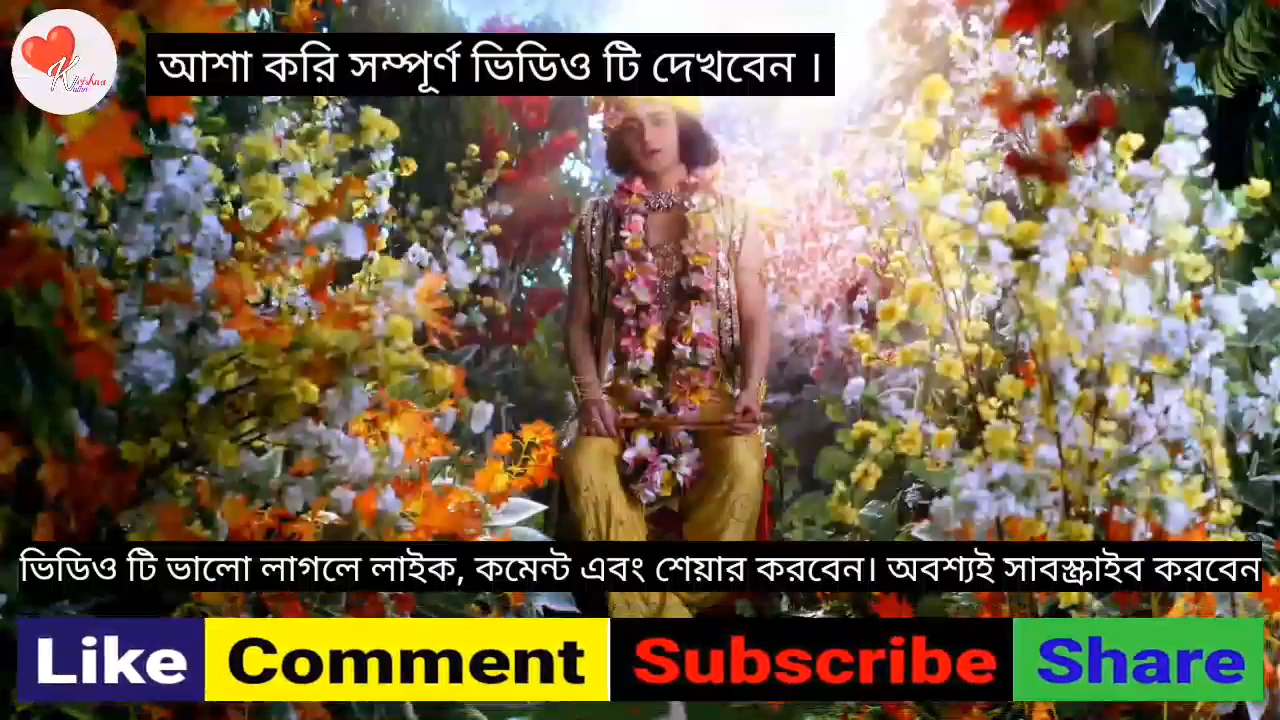 আশা করি সম্পূর্ণ ভিডিও টি দেখবেন ।
ভিডিও টি ভালো লাগলে লাইক, কমেন্ট এবং শেয়ার করবেন। অবশ্যই সাবস্ক্রাইব করবেন
Like Comment Subscribe Share